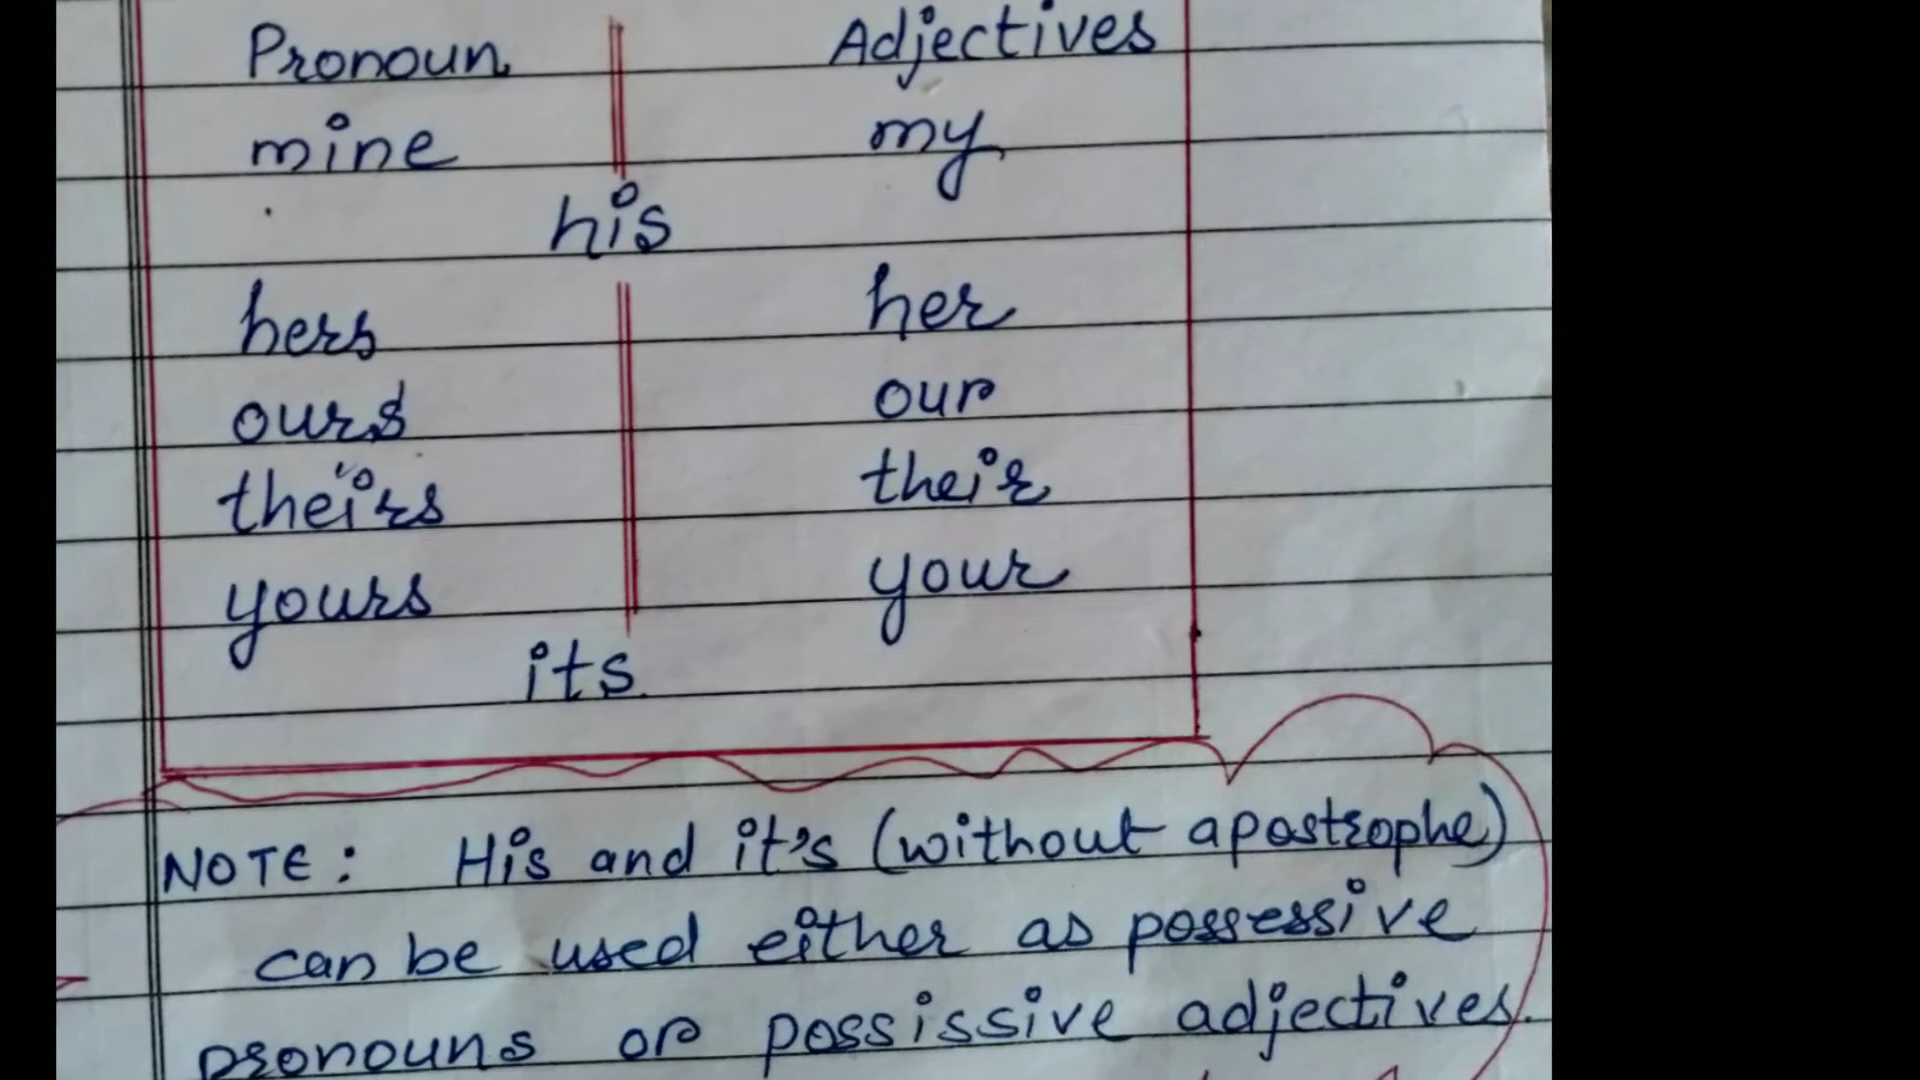 Pronoun Adjectives
mine my
his
hers her
ours our
theirs their
yours your
its.
NOTE: His and it's (without apostrophe)
can be used either as possessive
pronouns or possissive adjectives.